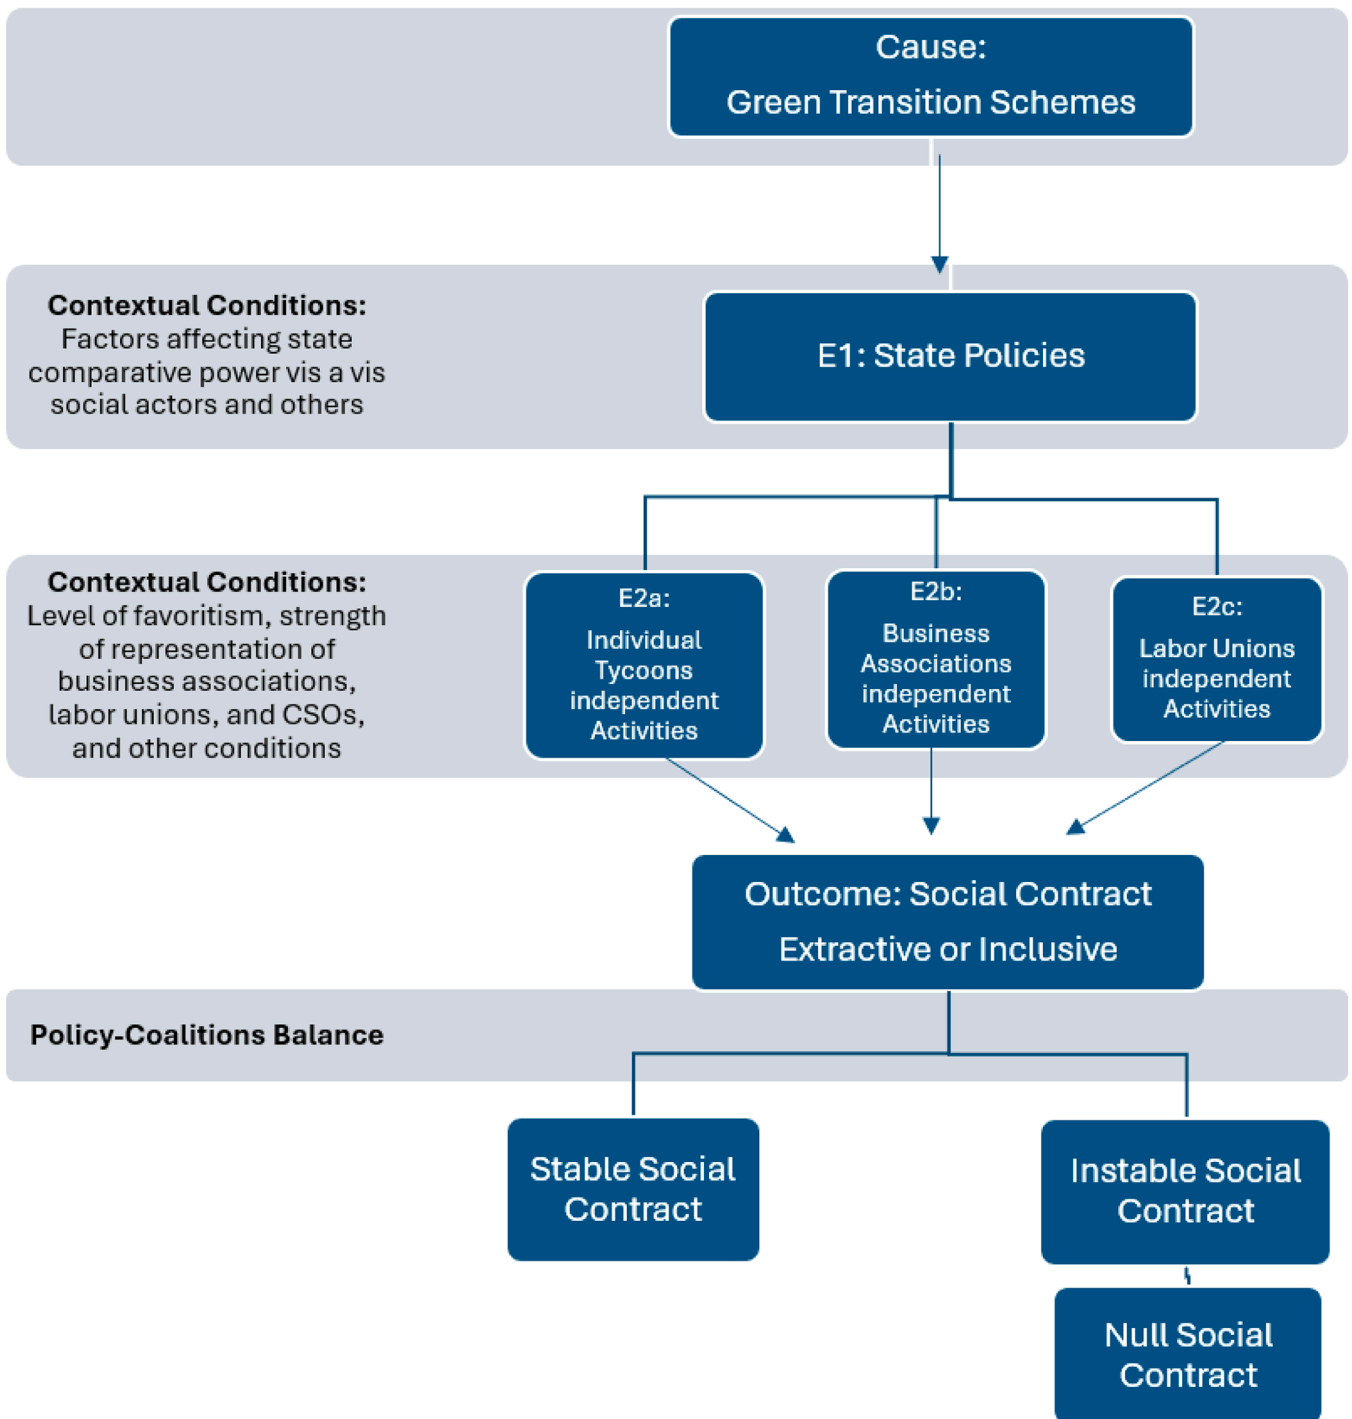 Cause:
Green Transition Schemes
Contextual Conditions:
Factors affecting state
comparative power vis a vis
social actors and others
E1: State Policies
Contextual Conditions:
Level of favoritism, strength
of representation of
business associations,
labor unions, and CSOs,
and other conditions
E2a:
Individual
Tycoons
independent
Activities
E2b:
Business
Associations
independent
Activities
E2c:
Labor Unions
independent
Activities
Outcome: Social Contract
Extractive or Inclusive
Policy-Coalitions Balance
Stable Social
Contract
Instable Social
Contract
Null Social
Contract